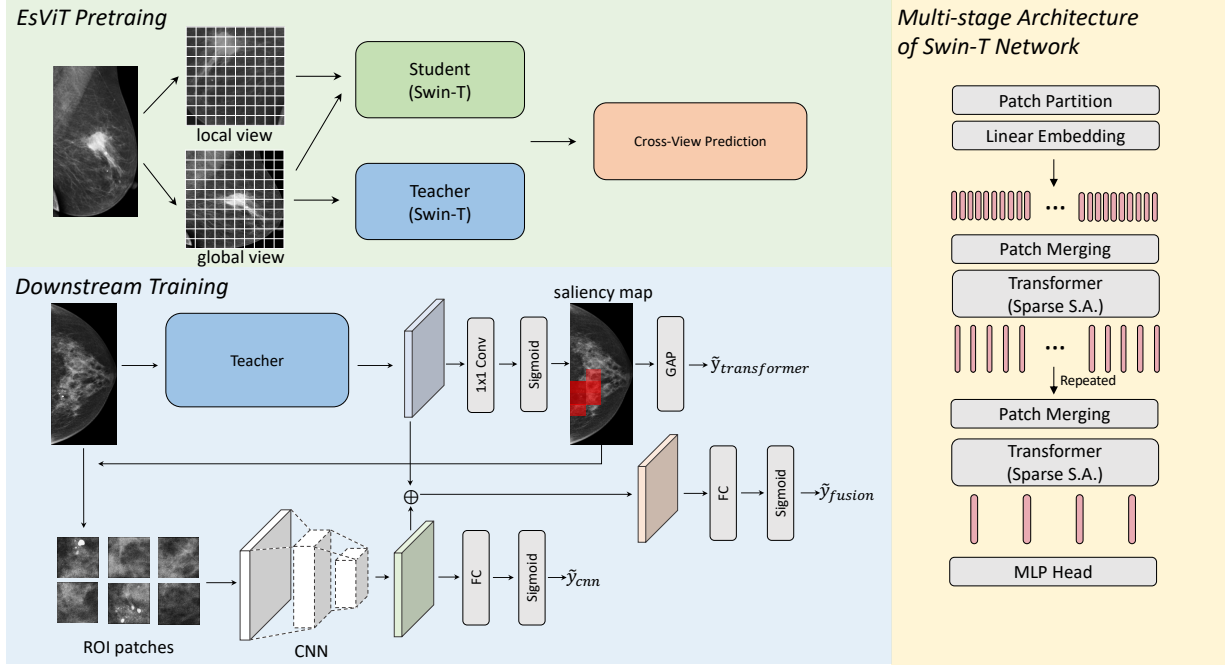 EsViT Pretraing
local view
global view
Student
(Swin-T)
Teacher
(Swin-T)
Cross-View Prediction
Downstream Training
Teacher
1x1 Conv
Sigmoid
saliency map
GAP
ỹtransformer
FC
Sigmoid
ỹfusion
ROI patches
CNN
FC
Sigmoid
ỹcnn
Multi-stage Architecture
of Swin-T Network
Patch Partition
Linear Embedding
...
Patch Merging
Transformer
(Sparse S.A.)
...
Repeated
Patch Merging
Transformer
(Sparse S.A.)
MLP Head